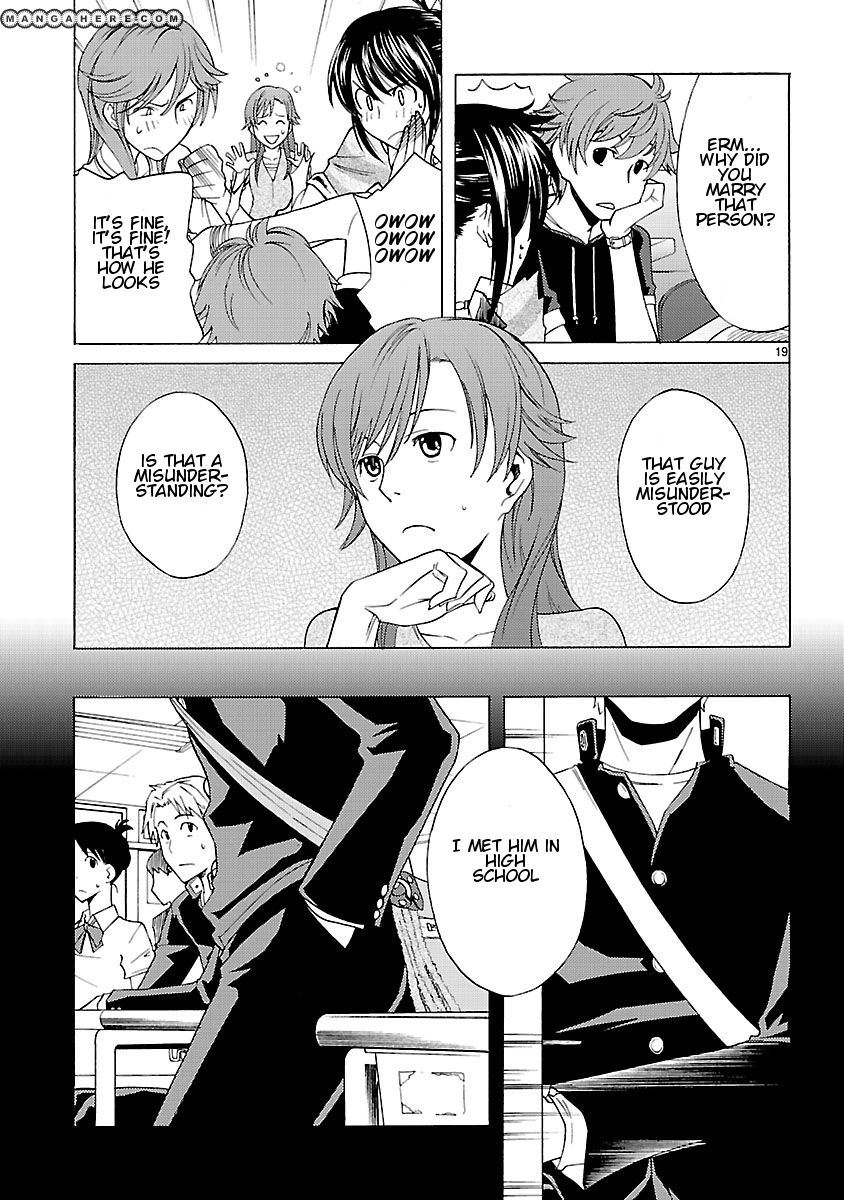 MANGAHERE.COM
ERM...
WHY DID
YOU
MARRY
THAT
PERSON?
OWOW
OWOW
OWOW
IT'S FINE,
IT'S FINE!
THAT'S
HOW HE
LOOKS
19
THAT GUY
IS EASILY
MISUNDER-
STOOD
IS THAT A
MISUNDER-
STANDING?
I MET HIM IN
HIGH
SCHOOL